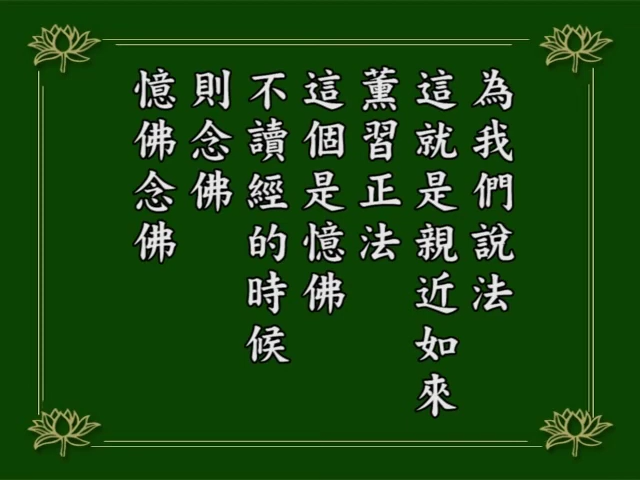 為我們說法
這就是親近如來
薰習正法
這個是憶佛
不讀經的時候
則念佛
憶佛念佛